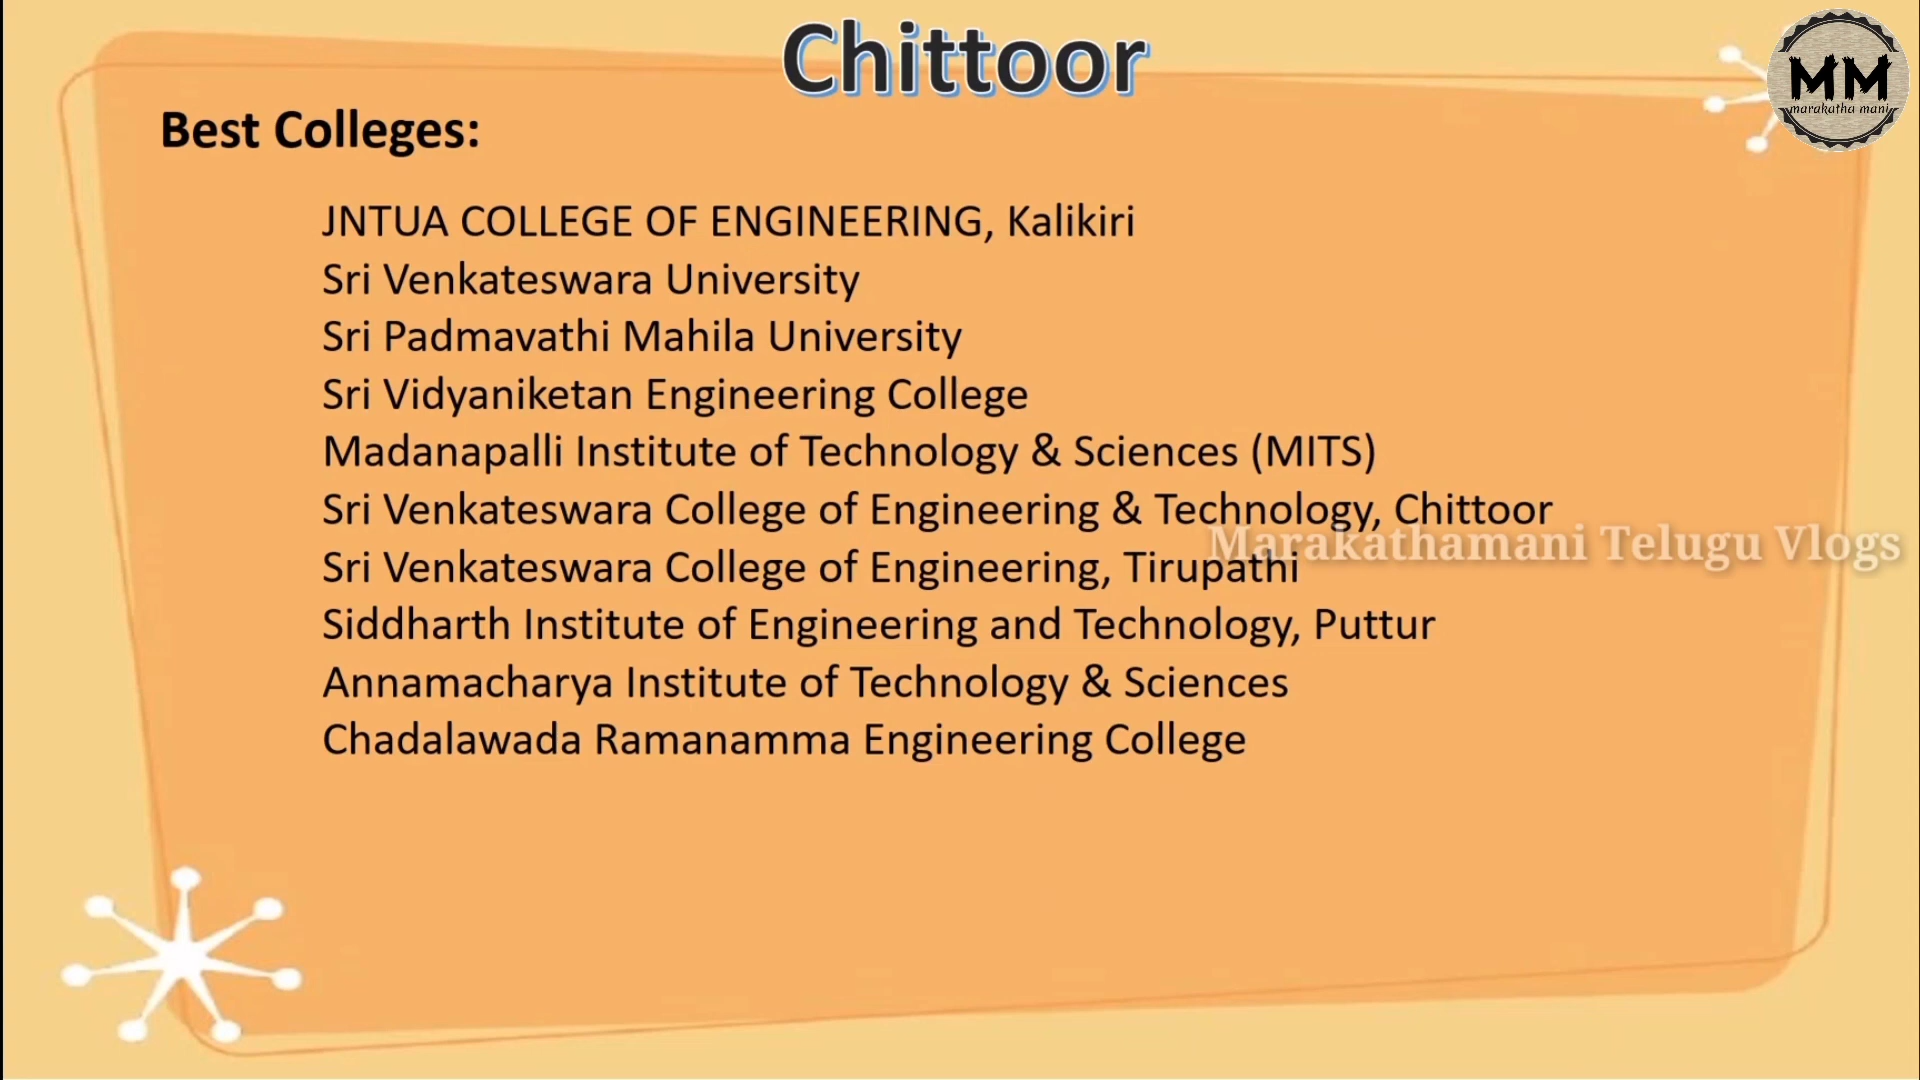 Chittoor
MM
marakatha mani
Best Colleges:
JNTUA COLLEGE OF ENGINEERING, Kalikiri
Sri Venkateswara University
Sri Padmavathi Mahila University
Sri Vidyaniketan Engineering College
Madanapalli Institute of Technology & Sciences (MITS)
Sri Venkateswara College of Engineering & Technology, Chittoor
Marakathamani Telugu Vlogs
Sri Venkateswara College of Engineering, Tirupathi
Siddharth Institute of Engineering and Technology, Puttur
Annamacharya Institute of Technology & Sciences
Chadalawada Ramanamma Engineering College